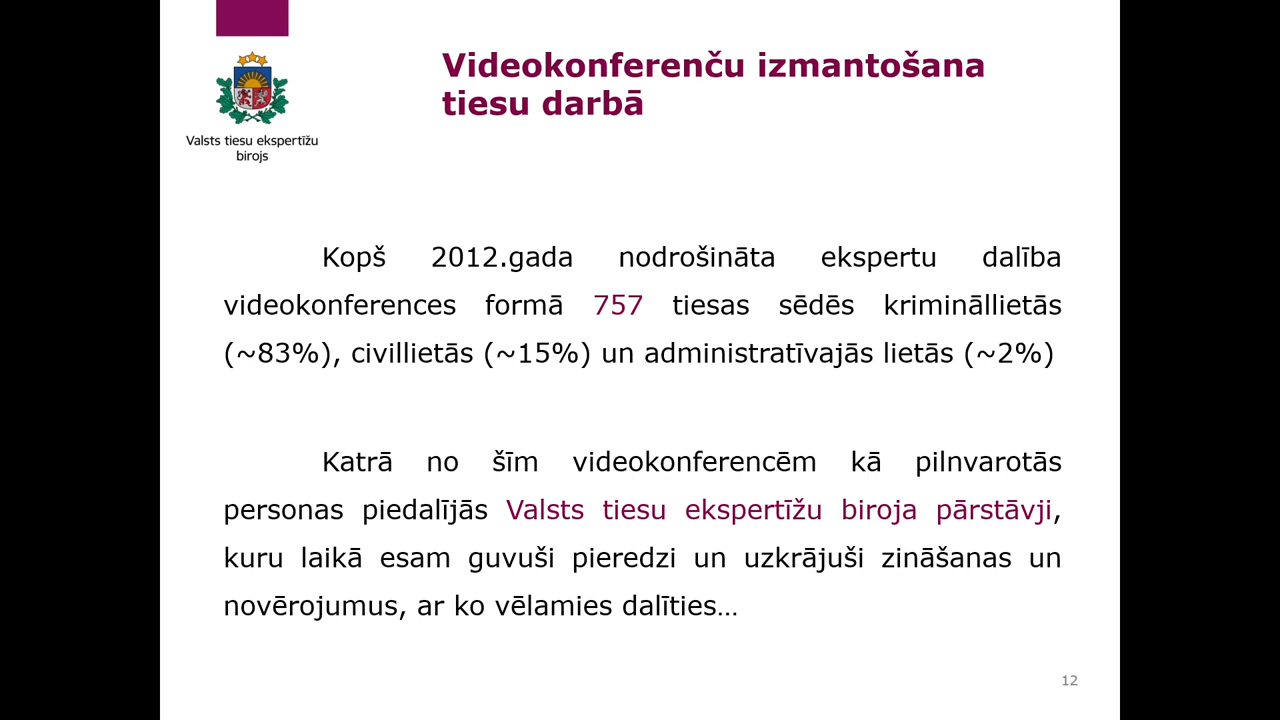 Videokonferenču izmantošana
tiesu darbā
Valsts tiesu ekspertīžu
birojs
Kopš 2012.gada nodrošināta ekspertu dalība
videokonferences formā 757 tiesas sēdēs krimināllietās
(~83%), civillietās (~15%) un administratīvajās lietās (~2%)
Katrā no šīm videokonferencēm kā pilnvarotās
personas piedalījās Valsts tiesu ekspertīžu biroja pārstāvji,
kuru laikā esam guvuši pieredzi un uzkrājuši zināšanas un
novērojumus, ar ko vēlamies dalīties…
12